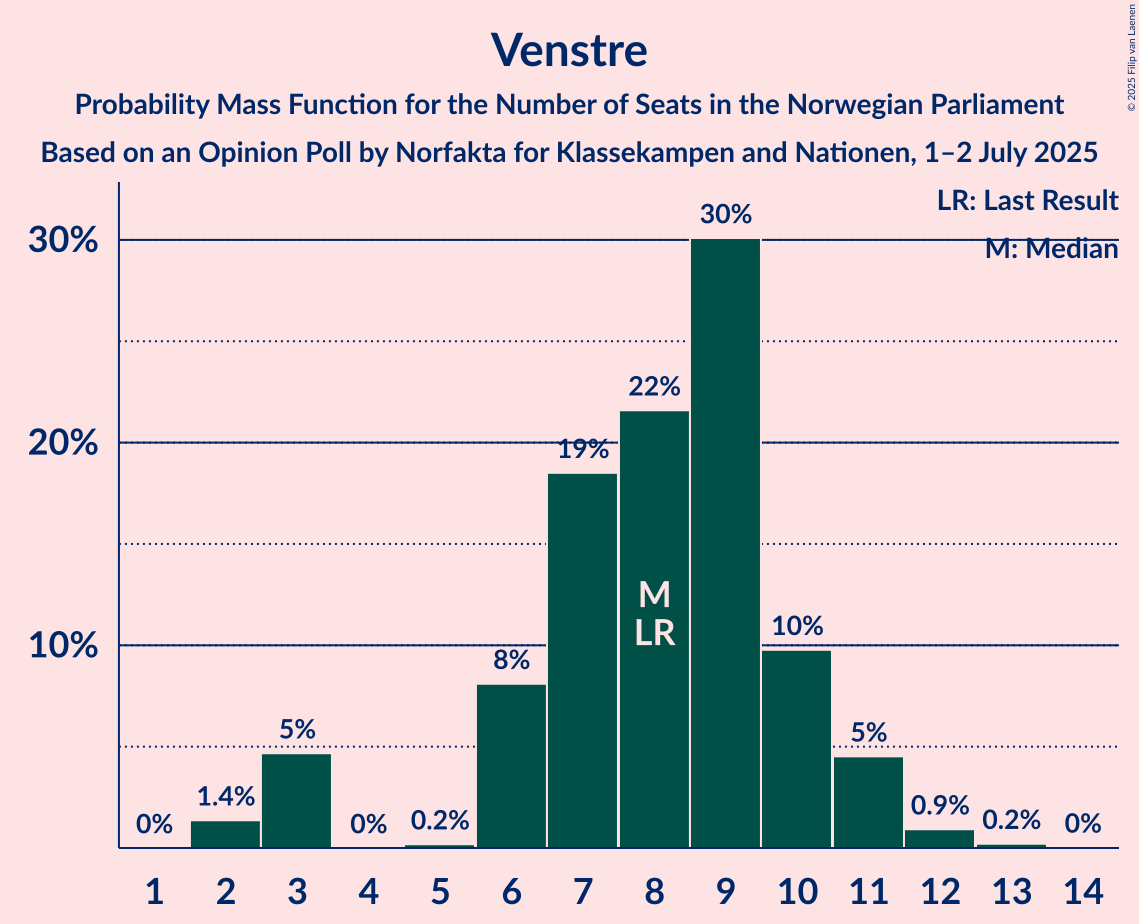 Venstre
Probability Mass Function for the Number of Seats in the Norwegian Parliament
Based on an Opinion Poll by Norfakta for Klassekampen and Nationen, 1–2 July 2025
© 2025 Filip van Laenen
LR: Last Result
M: Median
30%
20%
10%
0%
1.4%
5%
0%
0.2%
8%
19%
22%
30%
10%
5%
0.9%
0.2%
0%
M
LR
1 2 3 4 5 6 7 8 9 10 11 12 13 14